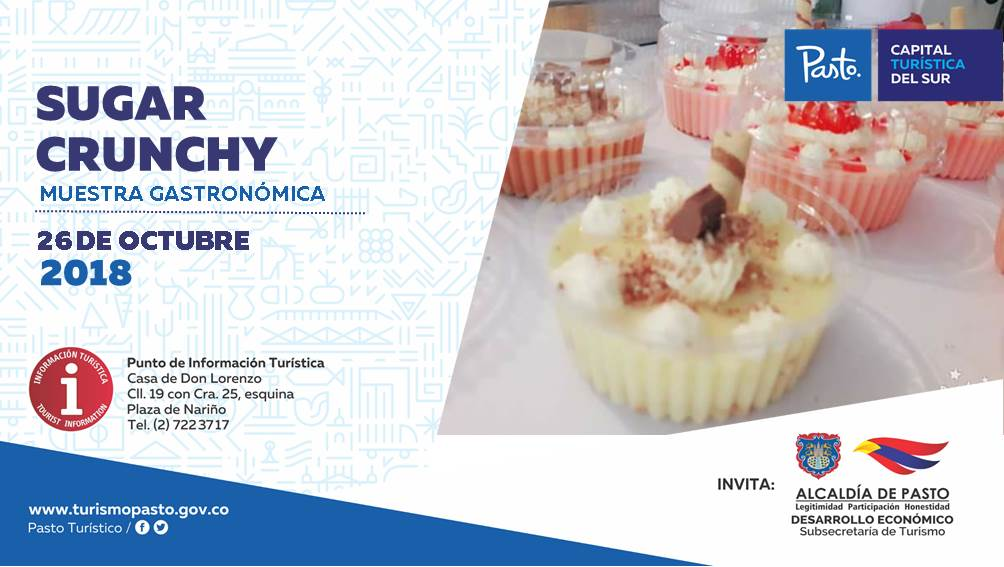 SUGAR
CRUNCHY
MUESTRA GASTRONÓMICA
26 DE OCTUBRE
2018
INFORMACIÓN TURÍSTICA
i
TOURIST INFORMATION
Punto de Información Turística
Casa de Don Lorenzo
Cll. 19 con Cra. 25, esquina
Plaza de Nariño
Tel. (2) 7223717
www.turismopasto.gov.co
Pasto Turístico /
Pasto.
CAPITAL
TURÍSTICA
DEL SUR
INVITA:
ALCALDÍA DE PASTO
Legitimidad Participación Honestidad
DESARROLLO ECONÓMICO
Subsecretaría de Turismo